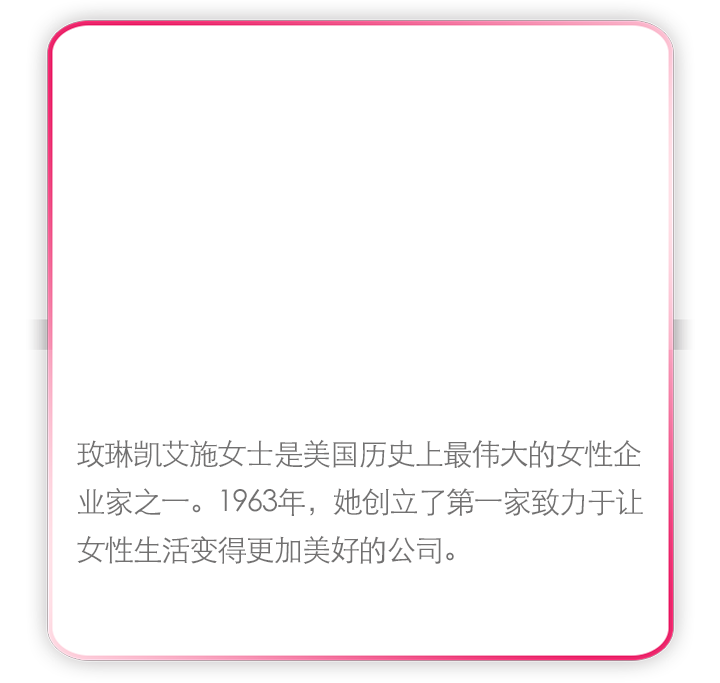 玫琳凯艾施女士是美国历史上最伟大的女性企
业家之一。1963年，她创立了第一家致力于让
女性生活变得更加美好的公司。